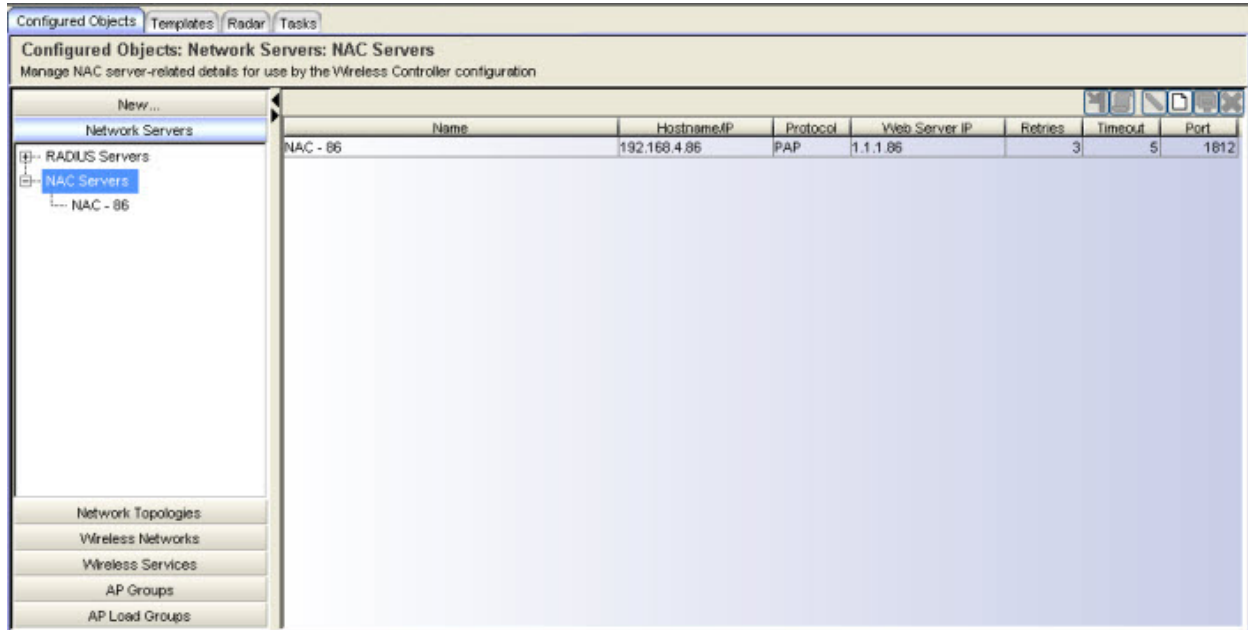 Configured Objects Templates Radar Tasks
Configured Objects: Network Servers: NAC Servers
Manage NAC server-related details for use by the Wireless Controller configuration
New...
Network Servers
RADIUS Servers
NAC Servers
NAC - 86
Name Hostname/IP Protocol Web Server IP Retries Timeout Port
NAC - 86 192.168.4.86 PAP 1.1.1.86 3 5 1812
Network Topologies
Wireless Networks
Wireless Services
AP Groups
AP Load Groups